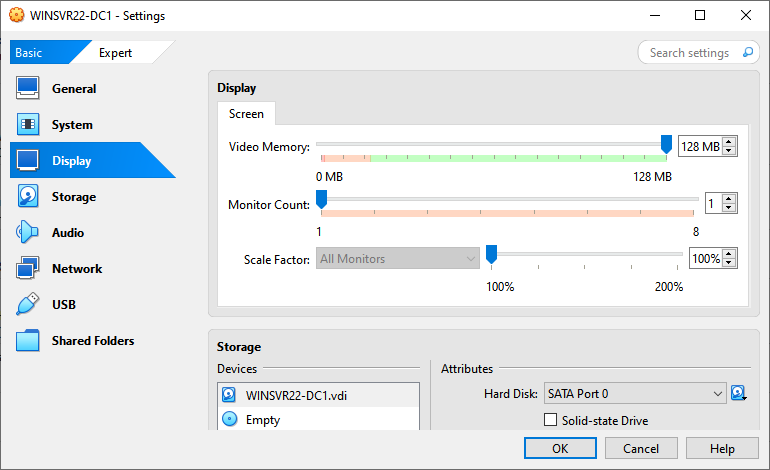 WINSVR22-DC1 - Settings
Basic
Expert
Search settings
General
System
Display
Storage
Audio
Network
USB
Shared Folders
Display
Screen
Video Memory:
128 MB
0 MB
128 MB
Monitor Count:
1
1
8
Scale Factor:
All Monitors
100%
100%
200%
Storage
Devices
WINSVR22-DC1.vdi
Empty
Attributes
Hard Disk:
SATA Port 0
Solid-state Drive
OK
Cancel
Help